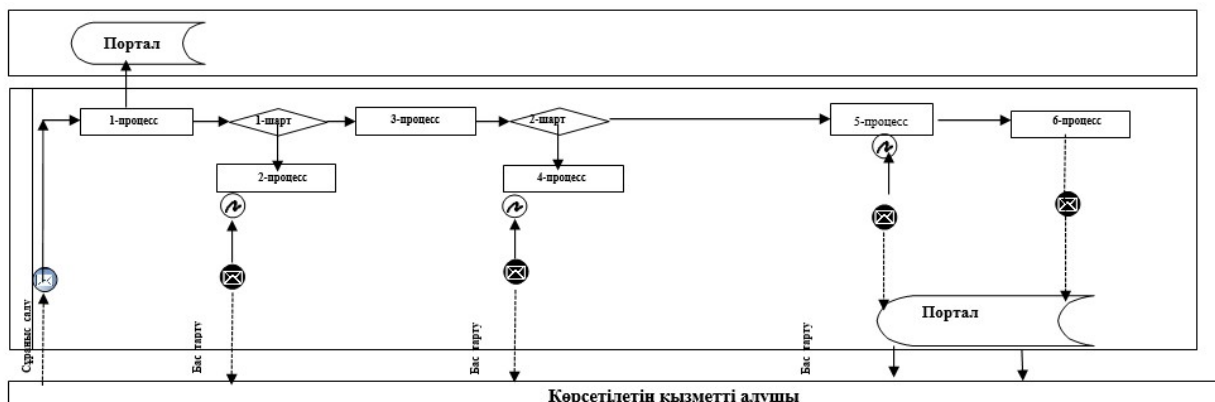 Портал
1-процесс
1-шарт
3-процесс
2-шарт
5-процесс
6-процесс
2-процесс
4-процесс
Сұраныс салу
Бас тарту
Бас тарту
Бас тарту
Портал
Көрсетілетін қызметті алушы